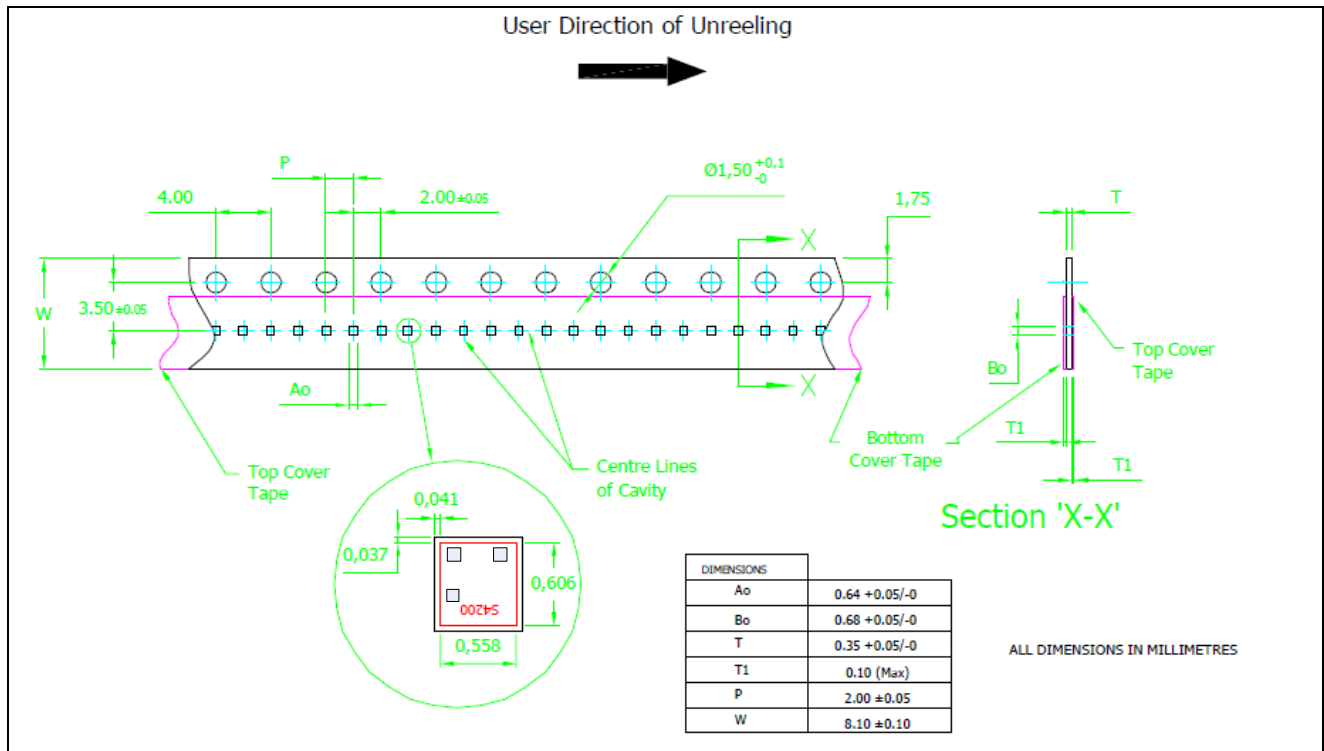 User Direction of Unreeling
P
Ø1,50 +0,1 -0
4.00
2.00 ±0.05
1,75
T
X
W
3.50 ±0.05
Bo
Top Cover
Tape
Ao
X
T1
Bottom
Cover Tape
Top Cover
Tape
Centre Lines
of Cavity
T1
0,041
Section 'X-X'
0,037
0,606
S4200
0,558
DIMENSIONS
Ao 0.64 +0.05/-0
Bo 0.68 +0.05/-0
T 0.35 +0.05/-0
T1 0.10 (Max)
P 2.00 ±0.05
W 8.10 ±0.10
ALL DIMENSIONS IN MILLIMETRES